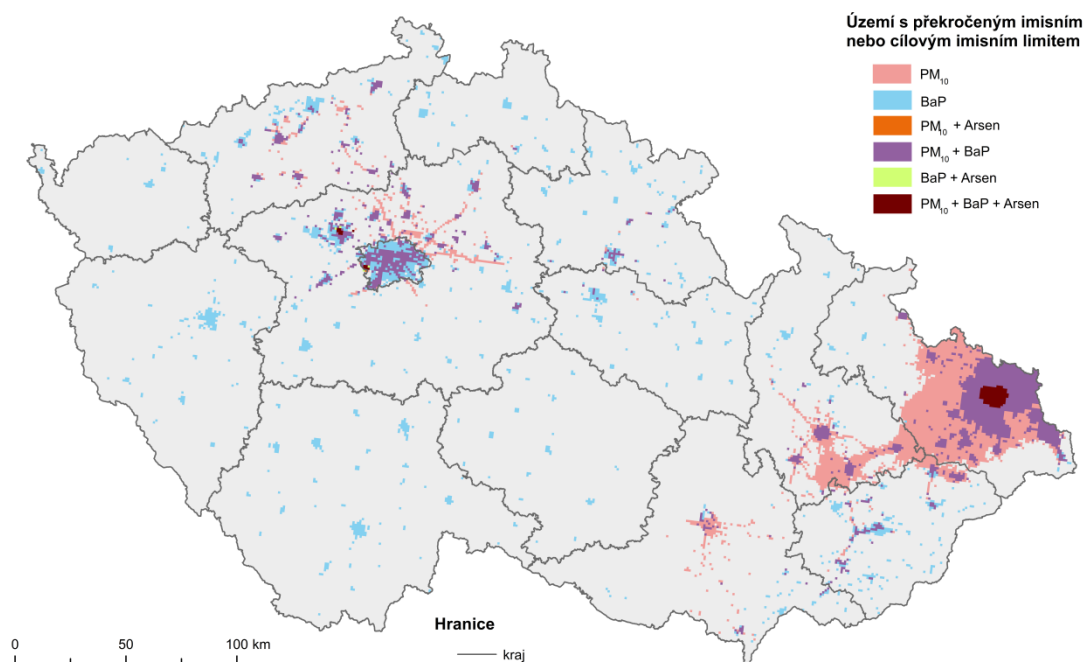 Území s překročeným imisním
nebo cílovým imisním limitem
PM10
BaP
PM10 + Arsen
PM10 + BaP
BaP + Arsen
PM10 + BaP + Arsen
Hranice
kraj
0 50 100 km